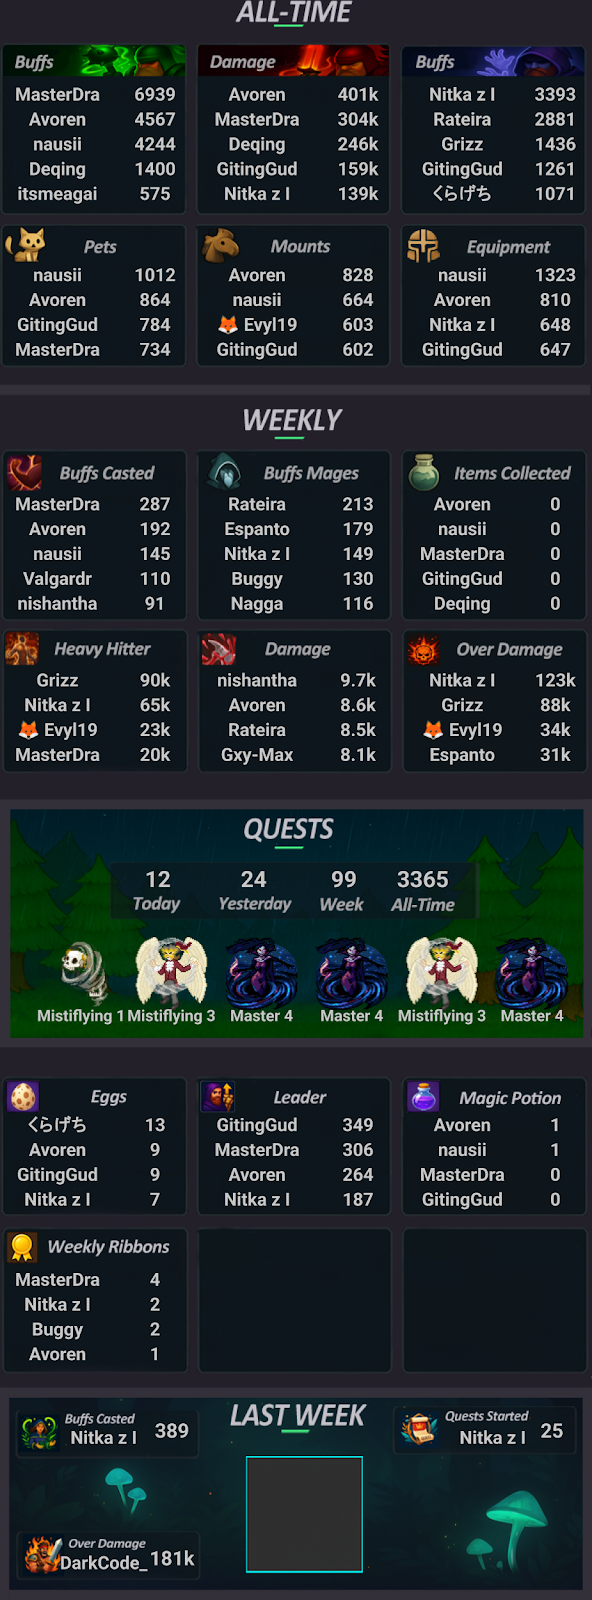 ALL-TIME
Buffs
MasterDra 6939
Avoren 4567
nausii 4244
Deqing 1400
itsmeagai 575
Damage
Avoren 401k
MasterDra 304k
Deqing 246k
GitingGud 159k
Nitka z I 139k
Buffs
Nitka z I 3393
Rateira 2881
Grizz 1436
GitingGud 1261
くらげち 1071
Pets
nausii 1012
Avoren 864
GitingGud 784
MasterDra 734
Mounts
Avoren 828
nausii 664
🦊 Evyl19 603
GitingGud 602
Equipment
nausii 1323
Avoren 810
Nitka z I 648
GitingGud 647
WEEKLY
Buffs Casted
MasterDra 287
Avoren 192
nausii 145
Valgardr 110
nishantha 91
Buffs Mages
Rateira 213
Espanto 179
Nitka z I 149
Buggy 130
Nagga 116
Items Collected
Avoren 0
nausii 0
MasterDra 0
GitingGud 0
Deqing 0
Heavy Hitter
Grizz 90k
Nitka z I 65k
🦊 Evyl19 23k
MasterDra 20k
Damage
nishantha 9.7k
Avoren 8.6k
Rateira 8.5k
Gxy-Max 8.1k
Over Damage
Nitka z I 123k
Grizz 88k
🦊 Evyl19 34k
Espanto 31k
QUESTS
12 24 99 3365
Today Yesterday Week All-Time
Mistiflying 1 Mistiflying 3 Master 4 Master 4 Mistiflying 3 Master 4
Eggs
くらげち 13
Avoren 9
GitingGud 9
Nitka z I 7
Leader
GitingGud 349
MasterDra 306
Avoren 264
Nitka z I 187
Magic Potion
Avoren 1
nausii 1
MasterDra 0
GitingGud 0
Weekly Ribbons
MasterDra 4
Nitka z I 2
Buggy 2
Avoren 1
LAST WEEK
Buffs Casted
Nitka z I 389
Quests Started
Nitka z I 25
Over Damage
DarkCode_ 181k